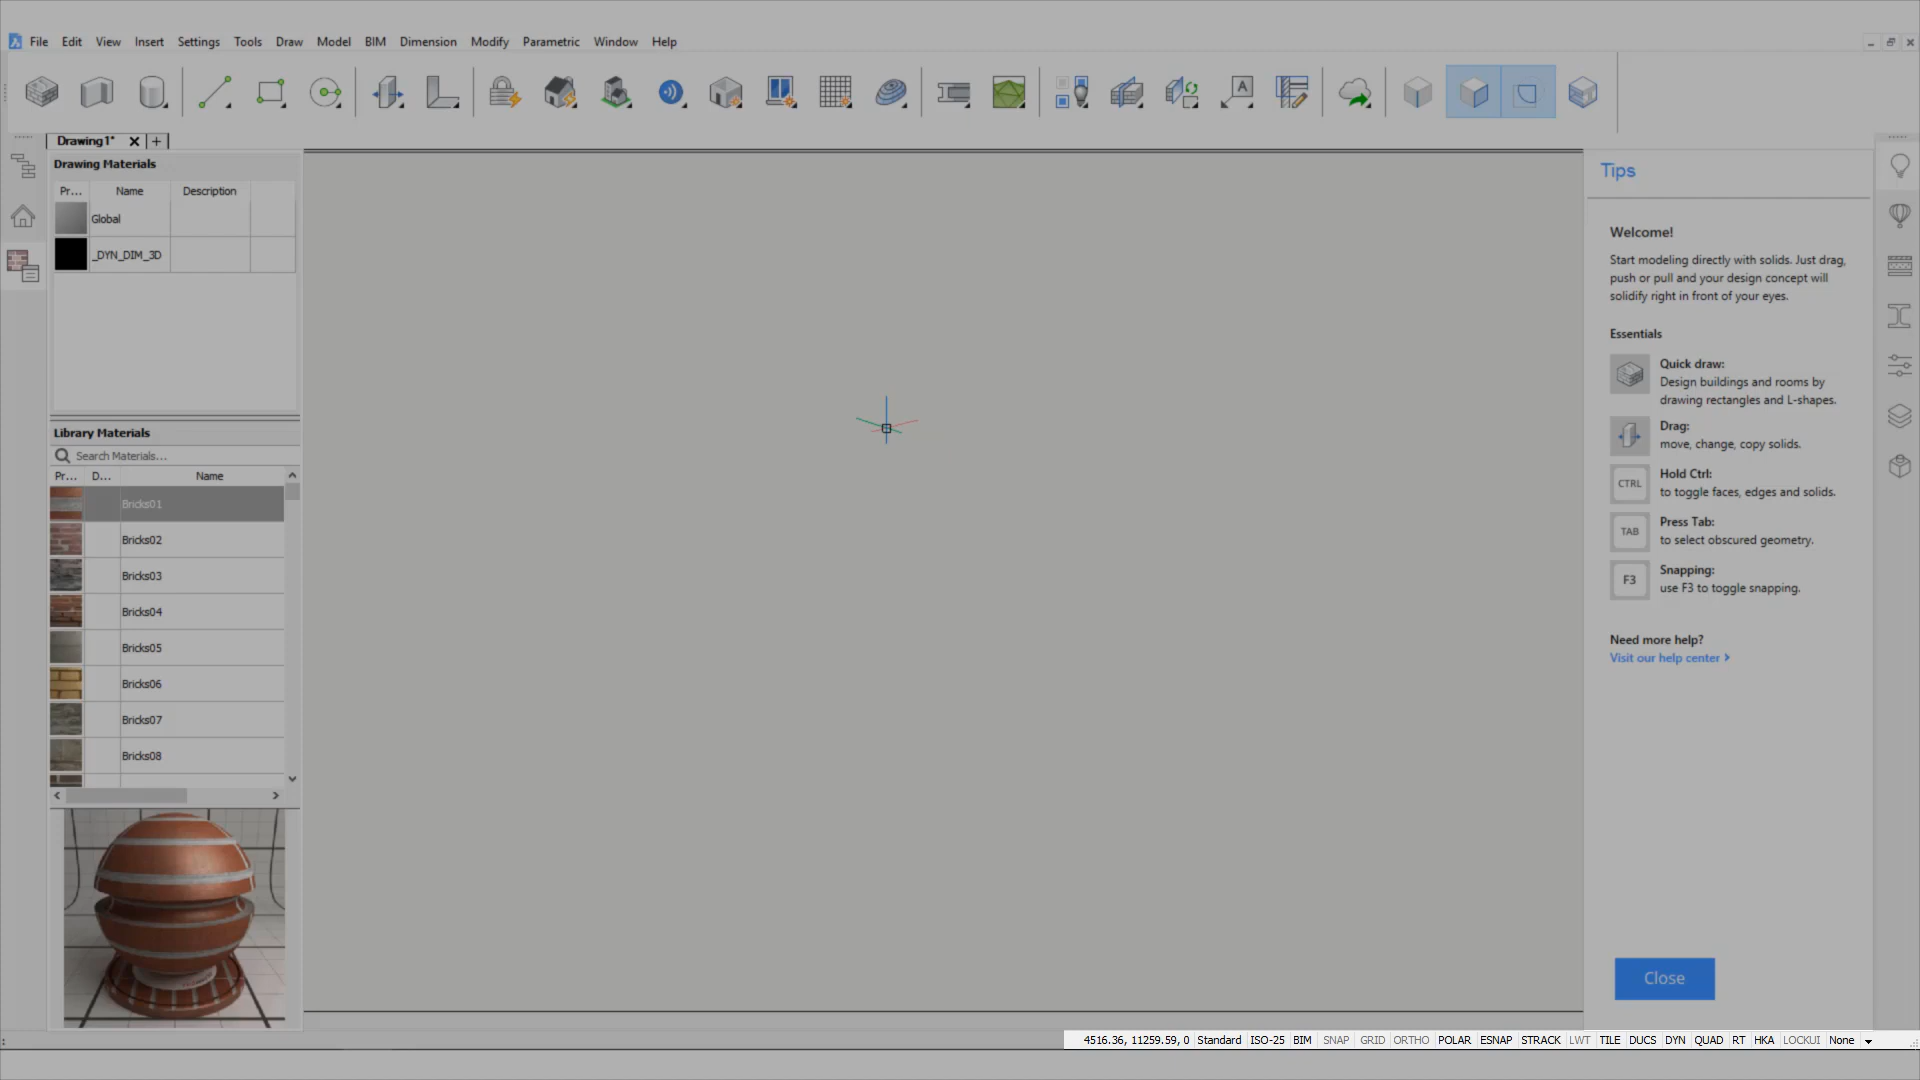 File Edit View Insert Settings Tools Draw Model BIM Dimension Modify Parametric Window Help
A
Drawing1*
Drawing Materials
Pr... Name Description
Global
_DYN_DIM_3D
Library Materials
Search Materials...
Pr... D... Name
Bricks01
Bricks02
Bricks03
Bricks04
Bricks05
Bricks06
Bricks07
Bricks08
Tips
Welcome!
Start modeling directly with solids. Just drag,
push or pull and your design concept will
solidify right in front of your eyes.
Essentials
Quick draw:
Design buildings and rooms by
drawing rectangles and L-shapes.
Drag:
move, change, copy solids.
CTRL
Hold Ctrl:
to toggle faces, edges and solids.
TAB
Press Tab:
to select obscured geometry.
F3
Snapping:
use F3 to toggle snapping.
Need more help?
Visit our help center >
Close
:
4516.36, 11259.59, 0 Standard ISO-25 BIM SNAP GRID ORTHO POLAR ESNAP STRACK LWT TILE DUCS DYN QUAD RT HKA LOCKUI None